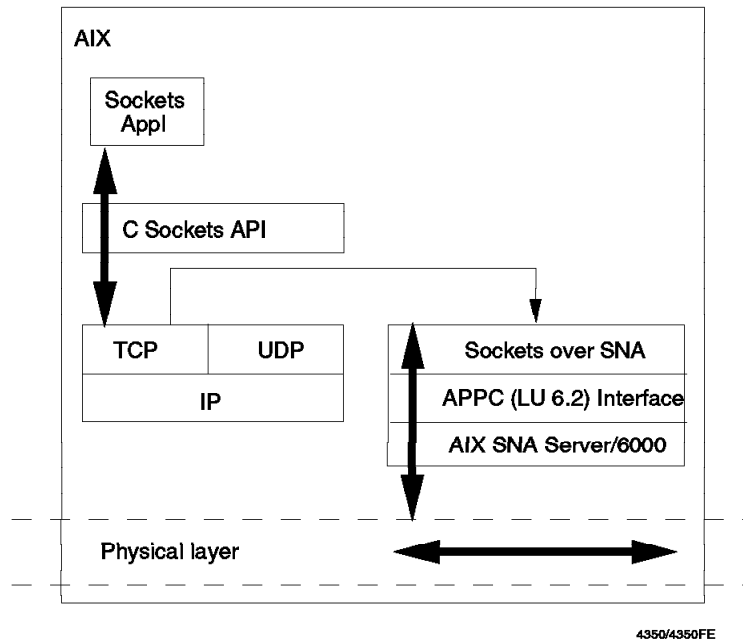 AIX
Sockets
Appl
C Sockets API
TCP
UDP
IP
Sockets over SNA
APPC (LU 6.2) Interface
AIX SNA Server/6000
Physical layer
4350/4350FE